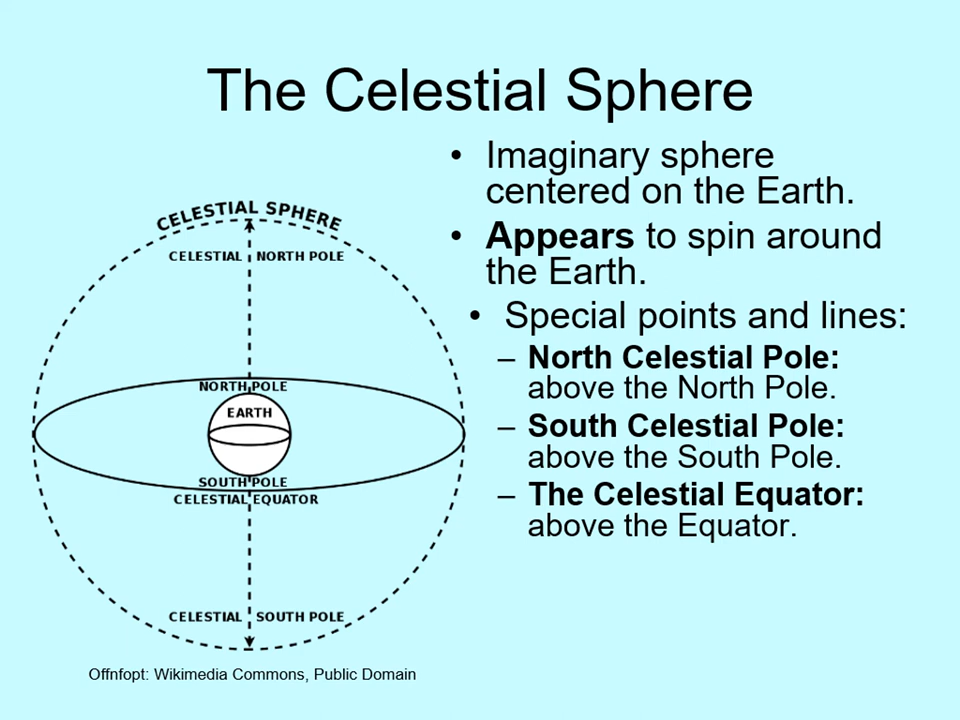 The Celestial Sphere
• Imaginary sphere
centered on the Earth.
• Appears to spin around
the Earth.
• Special points and lines:
– North Celestial Pole:
above the North Pole.
– South Celestial Pole:
above the South Pole.
– The Celestial Equator:
above the Equator.
CELESTIAL SPHERE
CELESTIAL NORTH POLE
NORTH POLE
EARTH
SOUTH POLE
CELESTIAL EQUATOR
CELESTIAL SOUTH POLE
Offnfopt: Wikimedia Commons, Public Domain